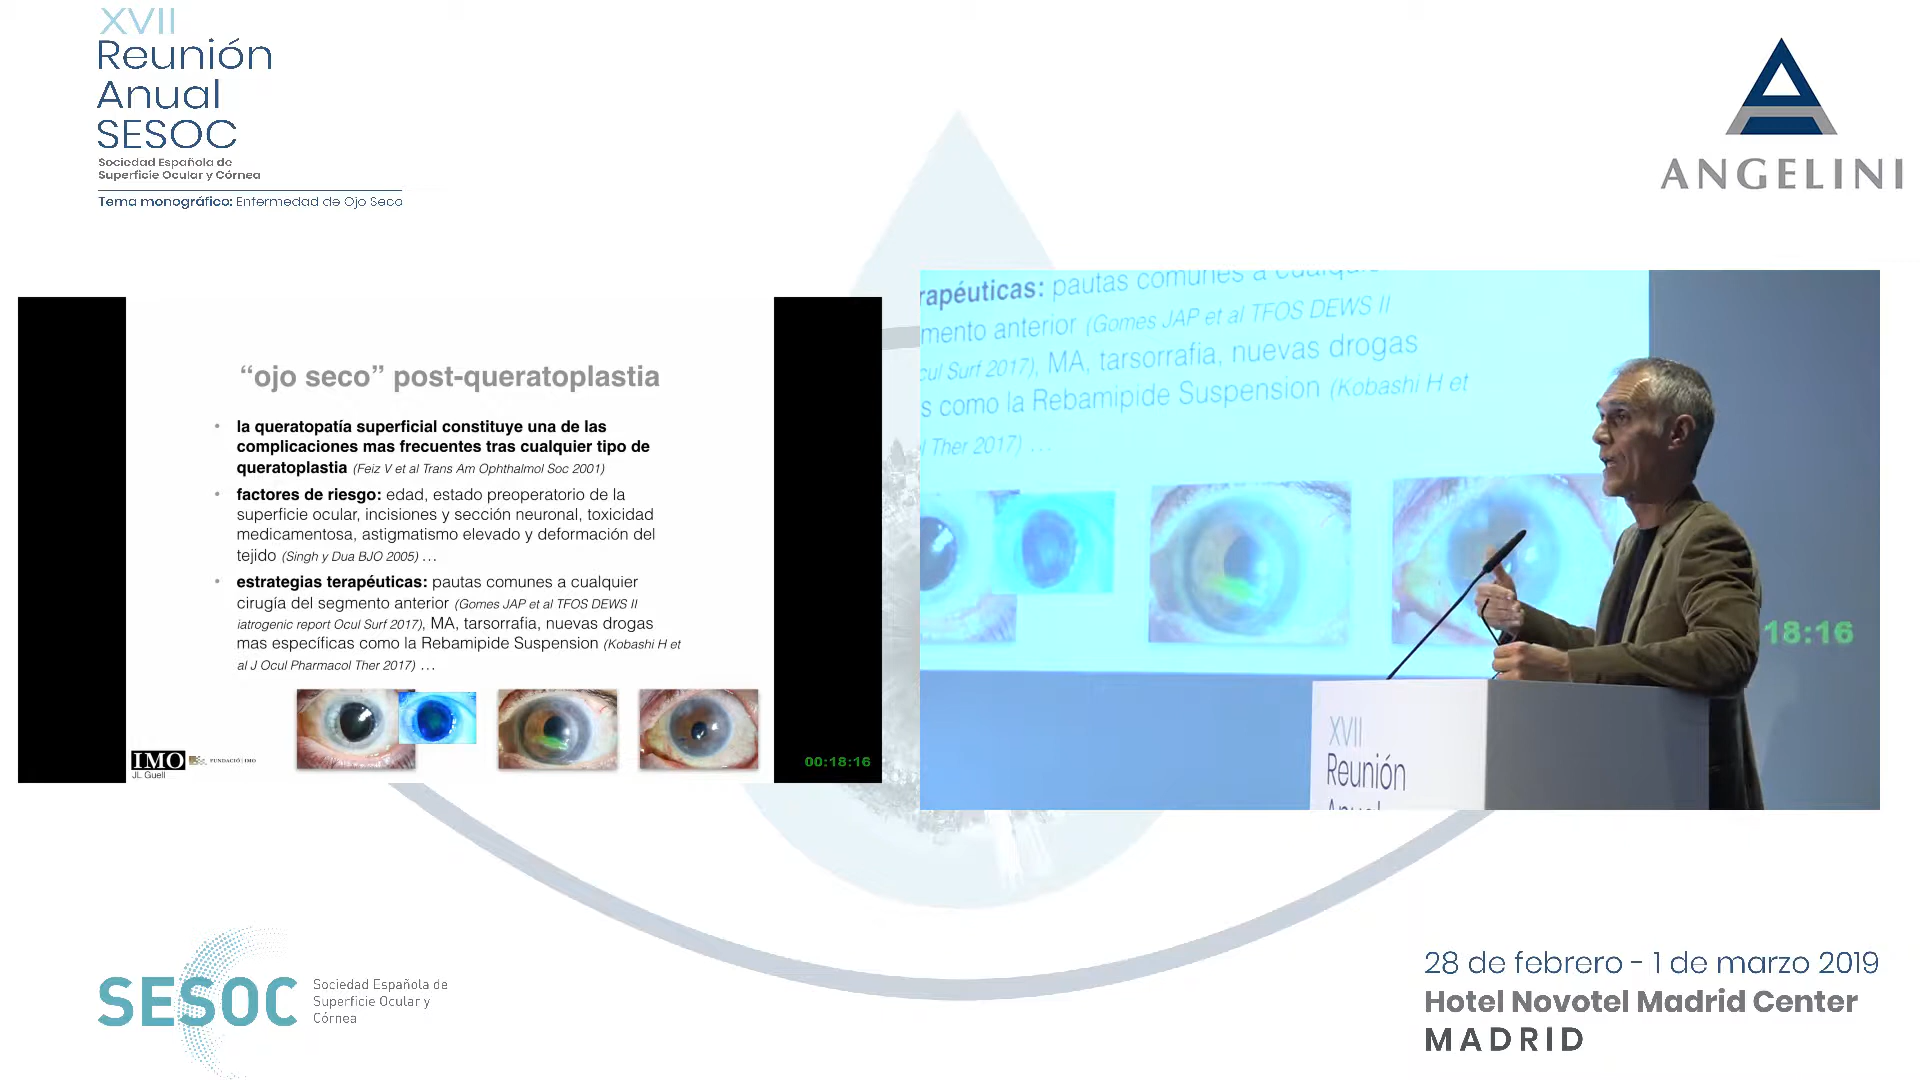 XVII
Reunión
Anual
SESOC
Sociedad Española de
Superficie Ocular y Córnea
Tema monográfico: Enfermedad de Ojo Seco
ANGELINI
“ojo seco” post-queratoplastia
• la queratopatía superficial constituye una de las
complicaciones mas frecuentes tras cualquier tipo de
queratoplastia (Feiz V et al Trans Am Ophthalmol Soc 2001)
• factores de riesgo: edad, estado preoperatorio de la
superficie ocular, incisiones y sección neuronal, toxicidad
medicamentosa, astigmatismo elevado y deformación del
tejido (Singh y Dua BJO 2005) …
• estrategias terapéuticas: pautas comunes a cualquier
cirugía del segmento anterior (Gomes JAP et al TFOS DEWS II
iatrogenic report Ocul Surf 2017), MA, tarsorrafia, nuevas drogas
mas específicas como la Rebamipide Suspension (Kobashi H et
al J Ocul Pharmacol Ther 2017) …
IMO
FUNDACIÓ IMO
JL Guell
00:18:16
rapéuticas: pautas comunes a
mento anterior (Gomes JAP et al TFOS DEWS II
cul Surf 2017), MA, tarsorrafia, nuevas drogas
s como la Rebamipide Suspension (Kobashi H et
l Ther 2017) …
18:16
XVII
Reunión
SESOC
Sociedad Española de
Superficie Ocular y
Córnea
28 de febrero - 1 de marzo 2019
Hotel Novotel Madrid Center
MADRID